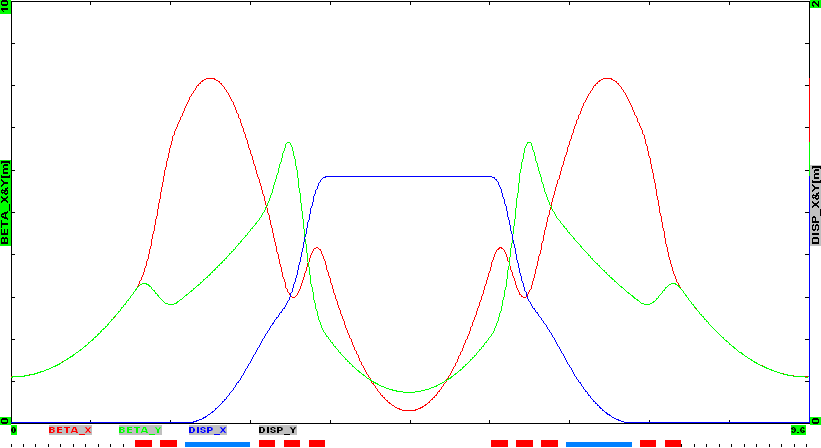 10
2
BETA_X&Y[m]
DISP_X&Y[m]
0
0
0
9.6
BETA_X BETA_Y DISP_X DISP_Y